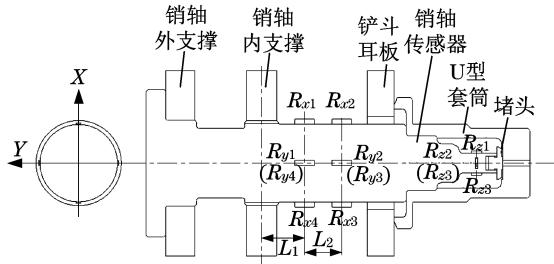 销轴
外支撑
销轴
内支撑
铲斗
耳板
销轴
传感器
U型
套筒
堵头
X
Y
Rx1
Rx2
Ry1
(Ry4)
Ry2
(Ry3)
Rz2
(Rz3)
Rz1
Rz3
Rx4
Rx3
L1
L2